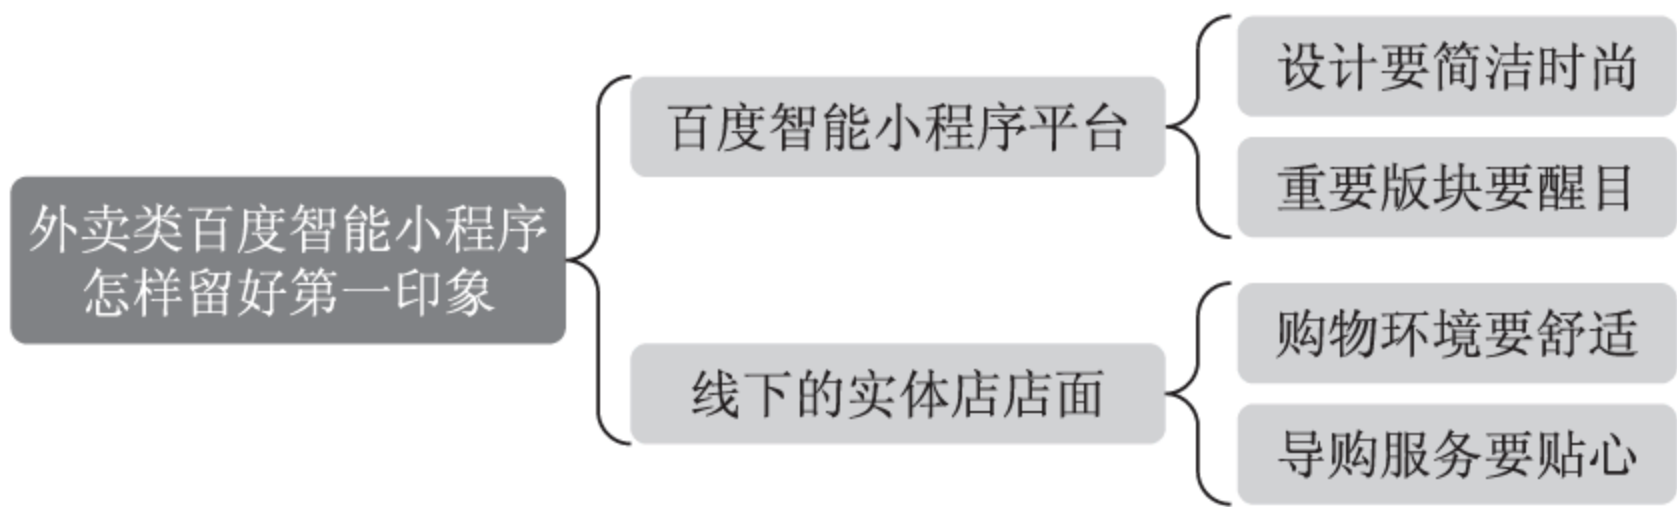 外卖类百度智能小程序
怎样留好第一印象
百度智能小程序平台
设计要简洁时尚
重要版块要醒目
线下的实体店店面
购物环境要舒适
导购服务要贴心